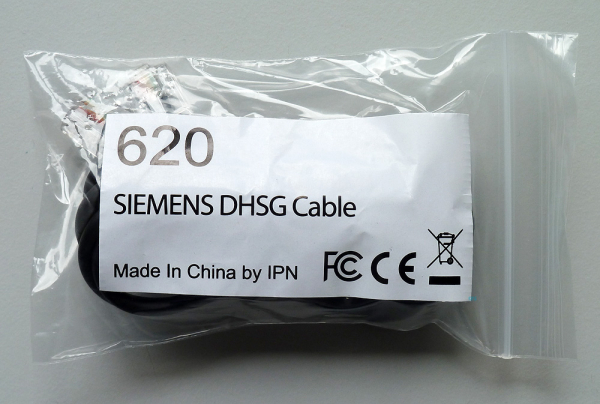 620
SIEMENS DHSG Cable
Made In China by IPN FC CE